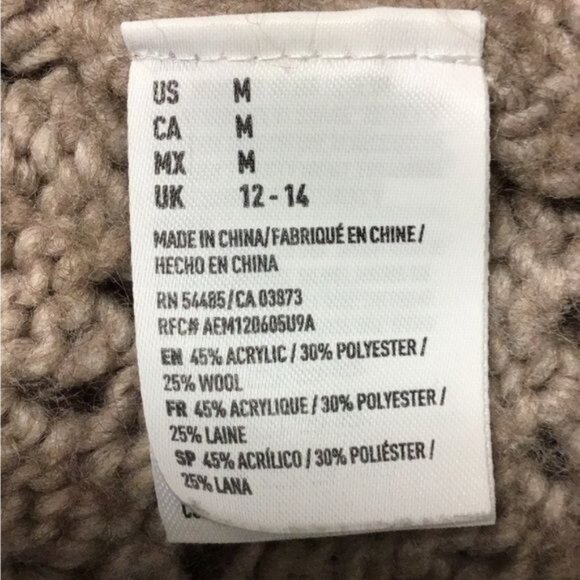 US M
CA M
MX M
UK 12 - 14
MADE IN CHINA/FABRIQUÉ EN CHINE/
HECHO EN CHINA
RN 54485/CA 03873
RFC# AEM120605U9A
EN 45% ACRYLIC / 30% POLYESTER /
25% WOOL
FR 45% ACRYLIQUE / 30% POLYESTER /
25% LAINE
SP 45% ACRÍLICO / 30% POLIÉSTER /
25% LANA